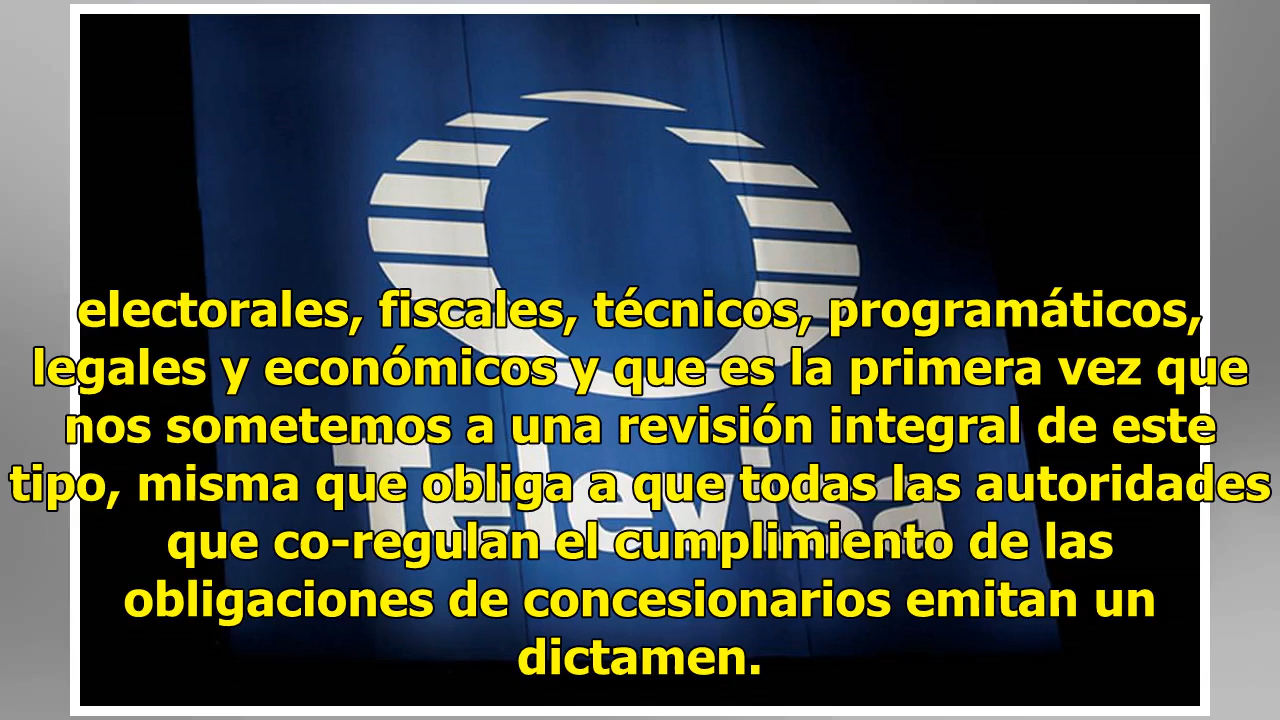 electorales, fiscales, técnicos, programáticos,
legales y económicos y que es la primera vez que
nos sometemos a una revisión integral de este
tipo, misma que obliga a que todas las autoridades
que co-regulan el cumplimiento de las
obligaciones de concesionarios emitan un
dictamen.
Televisa